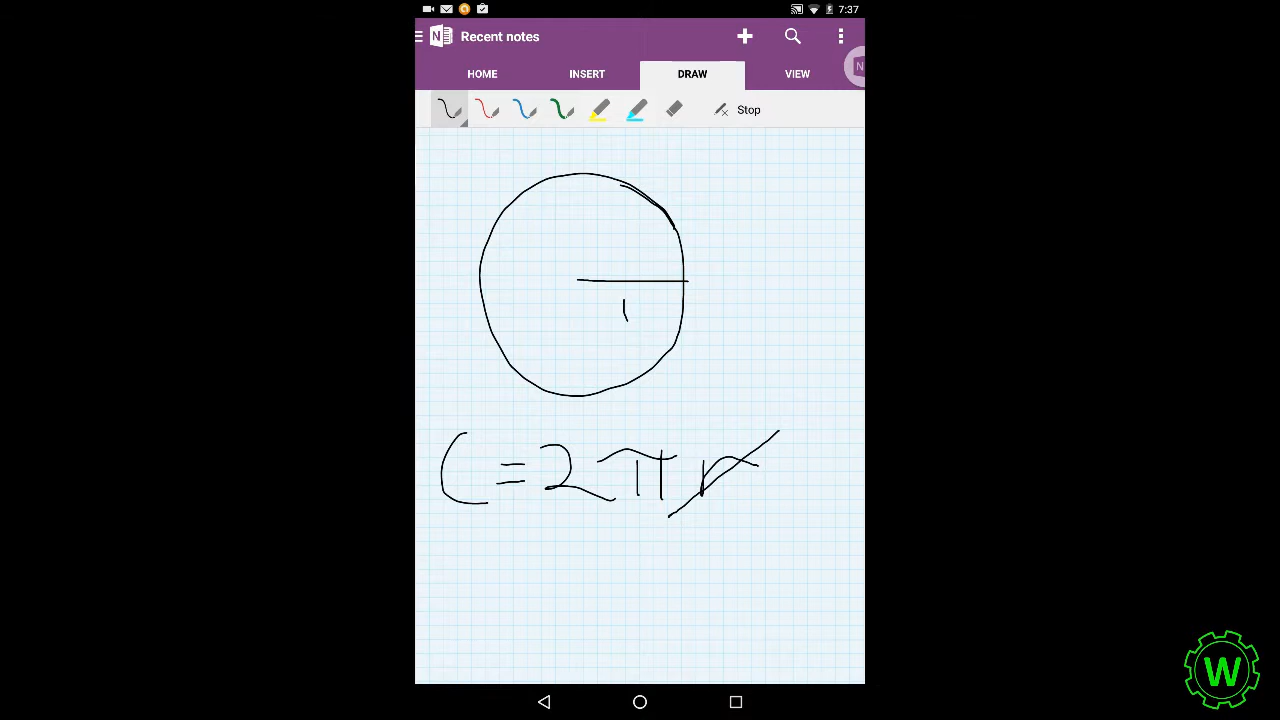 7:37
Recent notes
HOME INSERT DRAW VIEW
Stop
1
C = 2πr
W